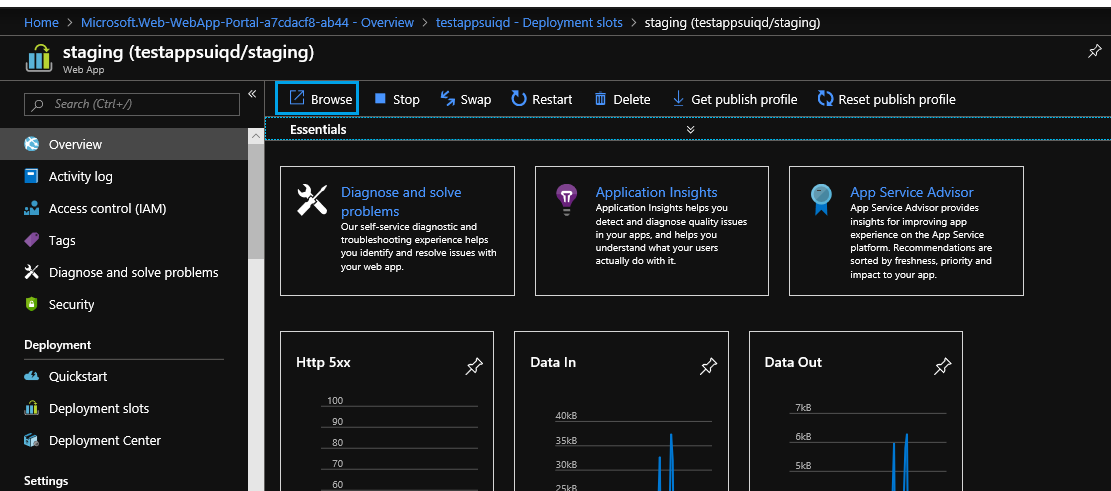 Home > Microsoft.Web-WebApp-Portal-a7cdacf8-ab44 - Overview > testappsuiqd - Deployment slots > staging (testappsuiqd/staging)
staging (testappsuiqd/staging)
Web App
Search (Ctrl+/)
«
Browse
Stop
Swap
Restart
Delete
Get publish profile
Reset publish profile
Essentials
Overview
Activity log
Access control (IAM)
Tags
Diagnose and solve problems
Security
Deployment
Quickstart
Deployment slots
Deployment Center
Settings
Diagnose and solve
problems
Our self-service diagnostic and
troubleshooting experience helps
you identify and resolve issues with
your web app.
Application Insights
Application Insights helps you
detect and diagnose quality issues
in your apps, and helps you
understand what your users
actually do with it.
App Service Advisor
App Service Advisor provides
insights for improving app
experience on the App Service
platform. Recommendations are
sorted by freshness, priority and
impact to your app.
Http 5xx
100
90
80
70
60
Data In
40kB
35kB
30kB
25kB
Data Out
7kB
6kB
5kB